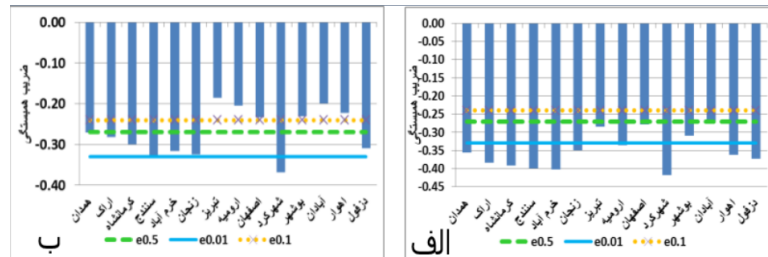 0.00
-0.05
-0.10
-0.15
-0.20
-0.25
-0.30
-0.35
-0.40
-0.45
ضریب همبستگی
همدان
اراک
کرمانشاه
سنندج
خرم آباد
زنجان
تبریز
ارومیه
اصفهان
شهرکرد
بوشهر
آبادان
اهواز
دزفول
e0.5 e0.01 e0.1
الف
0.00
-0.10
-0.20
-0.30
-0.40
ضریب همبستگی
همدان
اراک
کرمانشاه
سنندج
خرم آباد
زنجان
تبریز
ارومیه
اصفهان
شهرکرد
بوشهر
آبادان
اهواز
دزفول
e0.5 e0.01 e0.1
ب